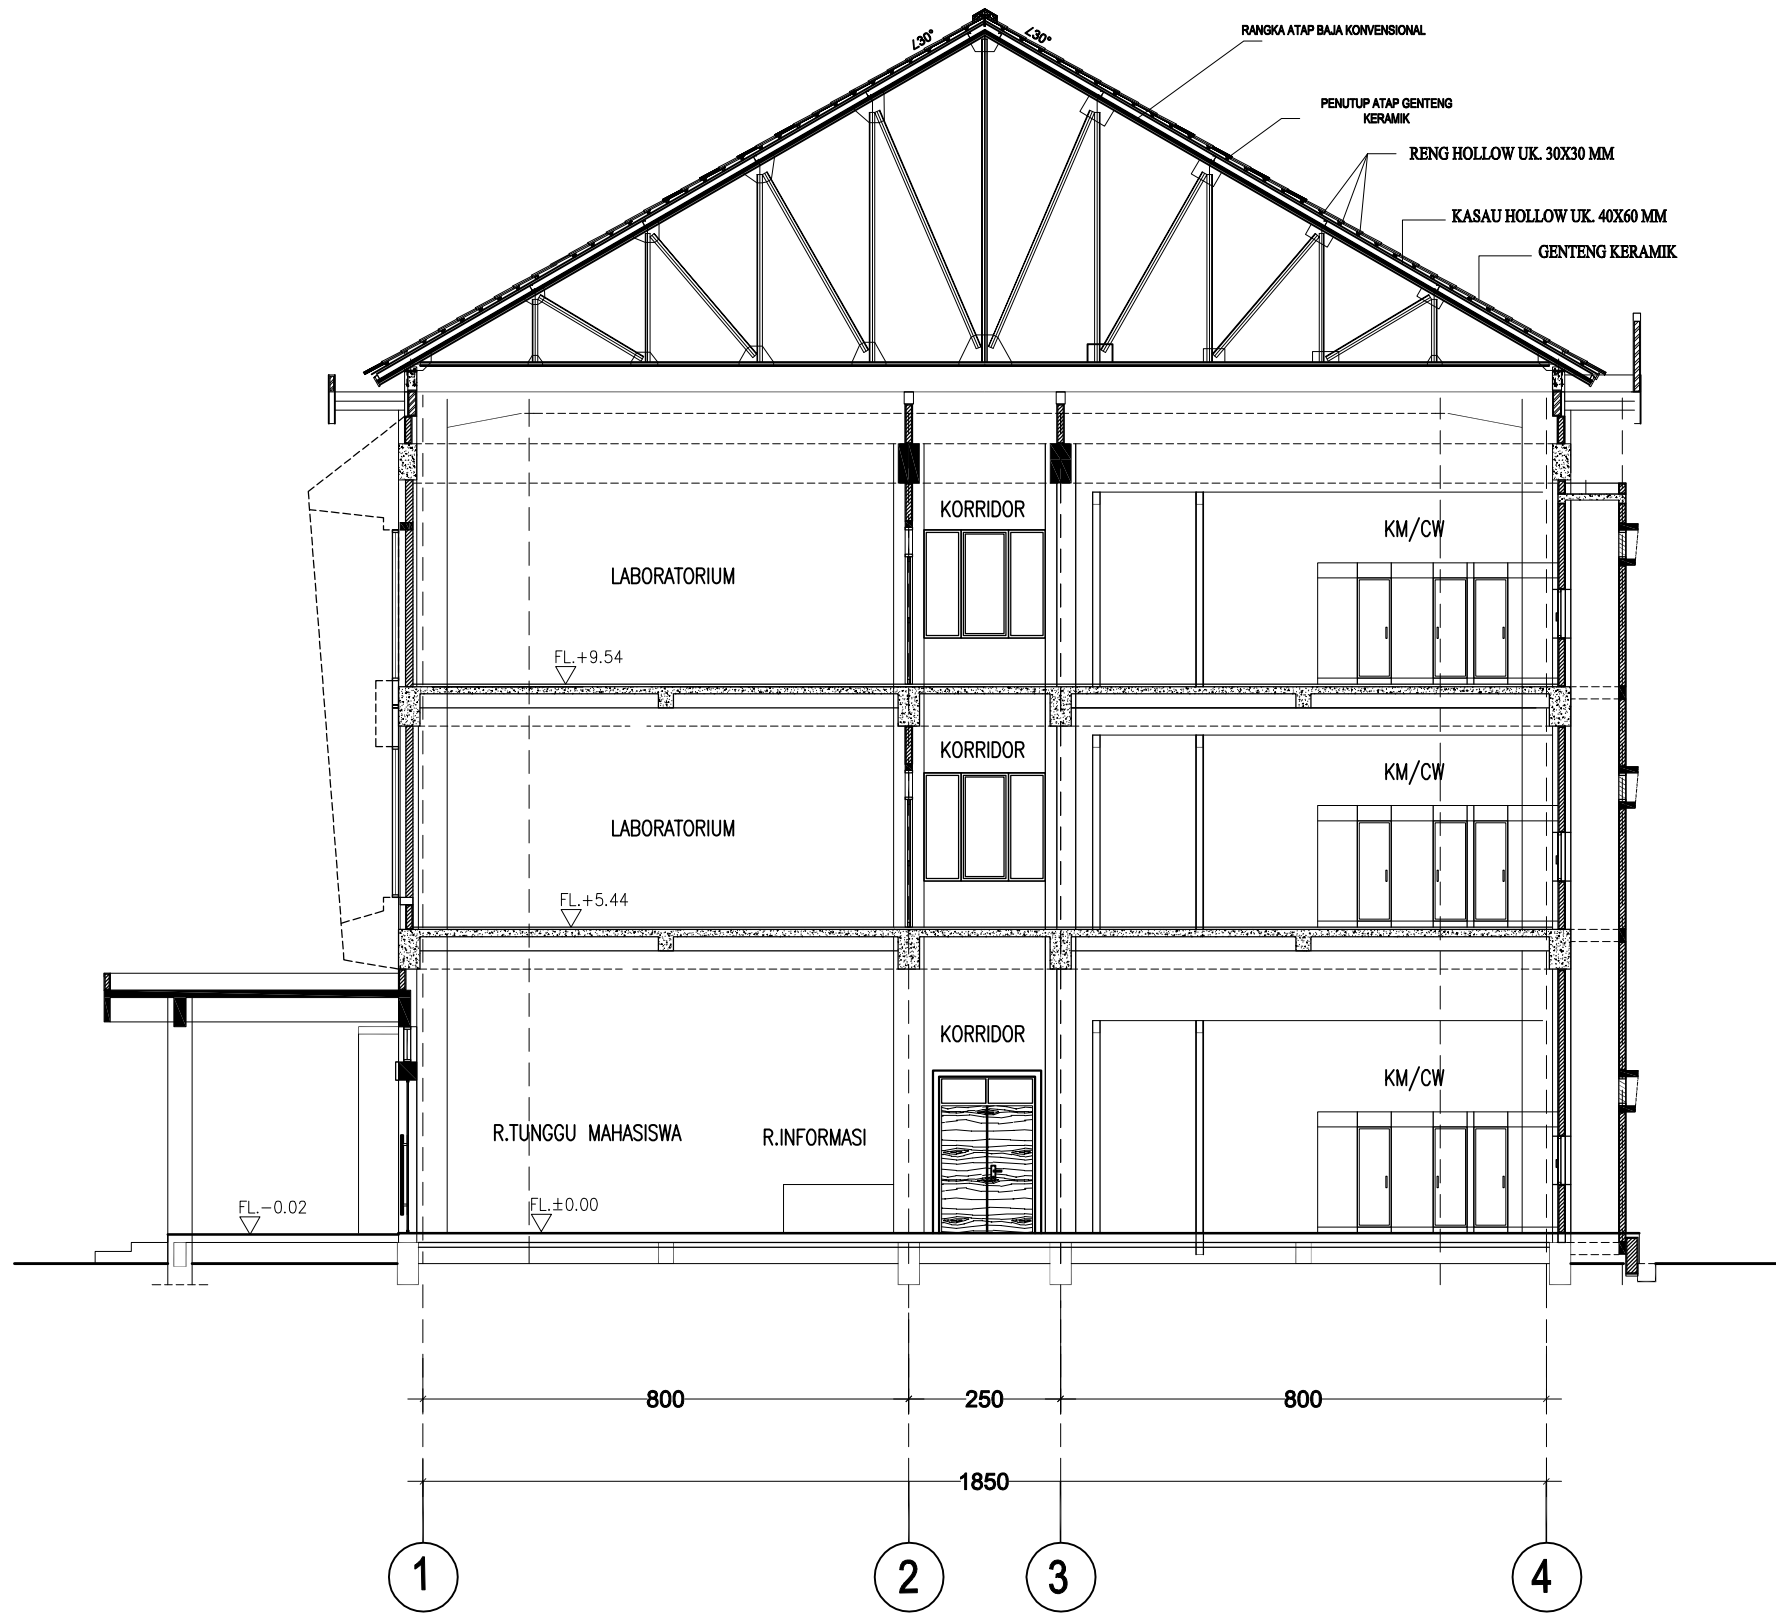 ∠30°
∠30°
RANGKA ATAP BAJA KONVENSIONAL
PENUTUP ATAP GENTENG
KERAMIK
RENG HOLLOW UK. 30X30 MM
KASAU HOLLOW UK. 40X60 MM
GENTENG KERAMIK
KORRIDOR
KM/CW
LABORATORIUM
FL.+9.54
KORRIDOR
KM/CW
LABORATORIUM
FL.+5.44
KORRIDOR
KM/CW
R.TUNGGU MAHASISWA
R.INFORMASI
FL.-0.02
FL.±0.00
800
250
800
1850
1
2
3
4